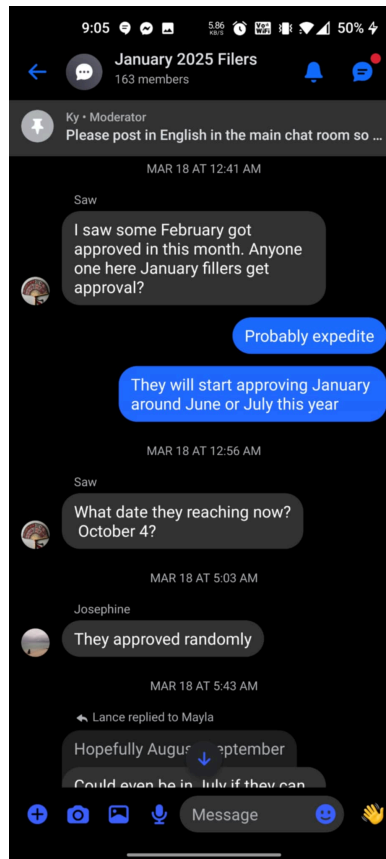 9:05
5.86
KB/S
Vo»
WiFi
50%
January 2025 Filers
163 members
Ky • Moderator
Please post in English in the main chat room so ...
MAR 18 AT 12:41 AM
Saw
I saw some February got
approved in this month. Anyone
one here January fillers get
approval?
Probably expedite
They will start approving January
around June or July this year
MAR 18 AT 12:56 AM
Saw
What date they reaching now?
October 4?
MAR 18 AT 5:03 AM
Josephine
They approved randomly
MAR 18 AT 5:43 AM
Lance replied to Mayla
Hopefully Augus eptember
Could even be in July if they can
Message